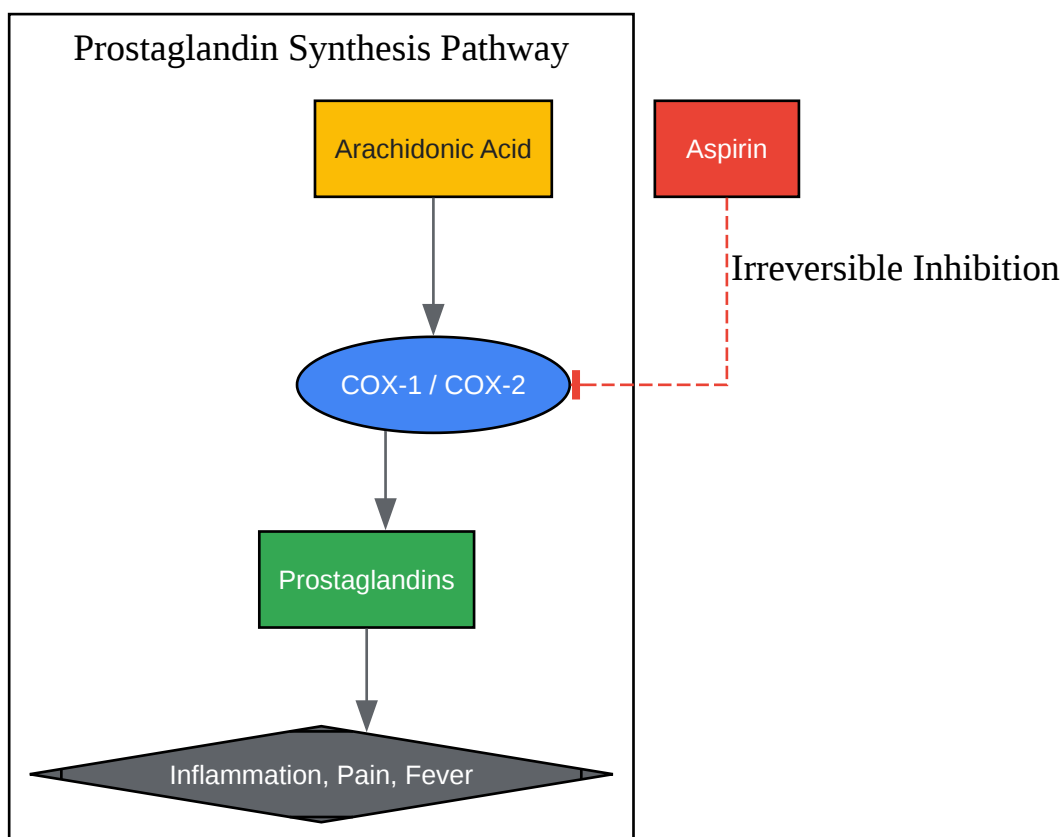 Prostaglandin Synthesis Pathway
Arachidonic Acid
Aspirin
Irreversible Inhibition
COX-1 / COX-2
Prostaglandins
Inflammation, Pain, Fever